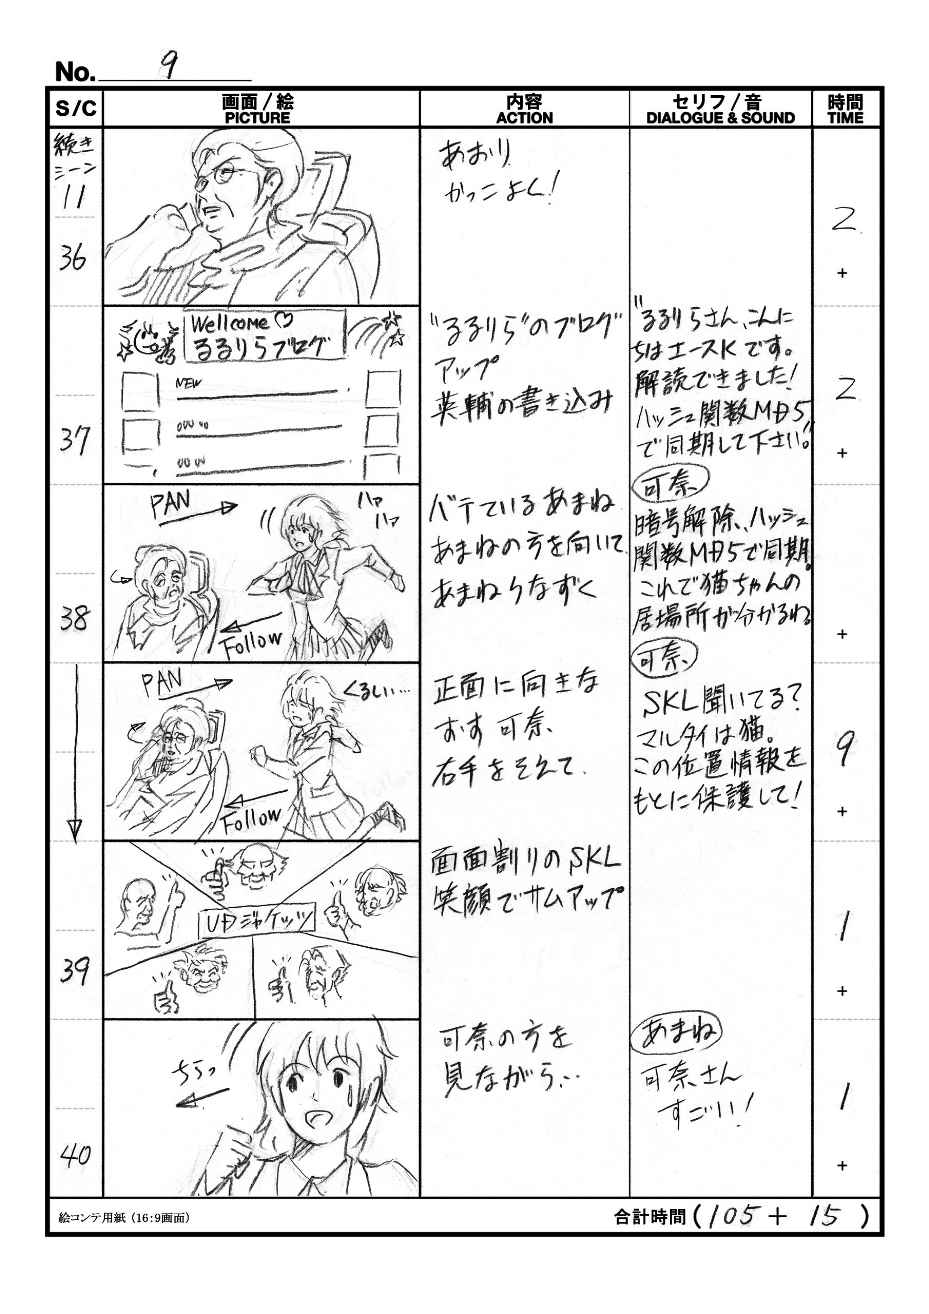 No. 9
S/C
画面/絵
PICTURE
内容
ACTION
セリフ/音
DIALOGUE & SOUND
時間
TIME
続き
シーン
11
36
あおり
かっこよく!
2
+
37
Wellcome♡
るるりらブログ
NEW
"るるりら"のブログ
アップ
英輔の書き込み
"るるりらさん、こんに
ちはエースKです。
解読できました!
ハッシュ関数MD5
で同期して下さい。"
2
+
38
PAN
ハァ
ハァ
Follow
バテているあまね
あまねの方を向いて
あまねうなずく
可奈
暗号解除、ハッシュ
関数MD5で同期。
これで猫ちゃんの
居場所が分かるね
+
PAN
くるしい…
Follow
正面に向きな
おす可奈、
右手をそえて
可奈
SKL聞いてる?
マルタイは猫。
この位置情報を
もとに保護して!
9
+
39
UDジャケッツ
画面割りのSKL
笑顔でサムアップ
1
+
40
ちらっ
可奈の方を
見ながら…
あまね
可奈さん
すごい!
1
+
絵コンテ用紙(16:9画面)
合計時間(105+15)